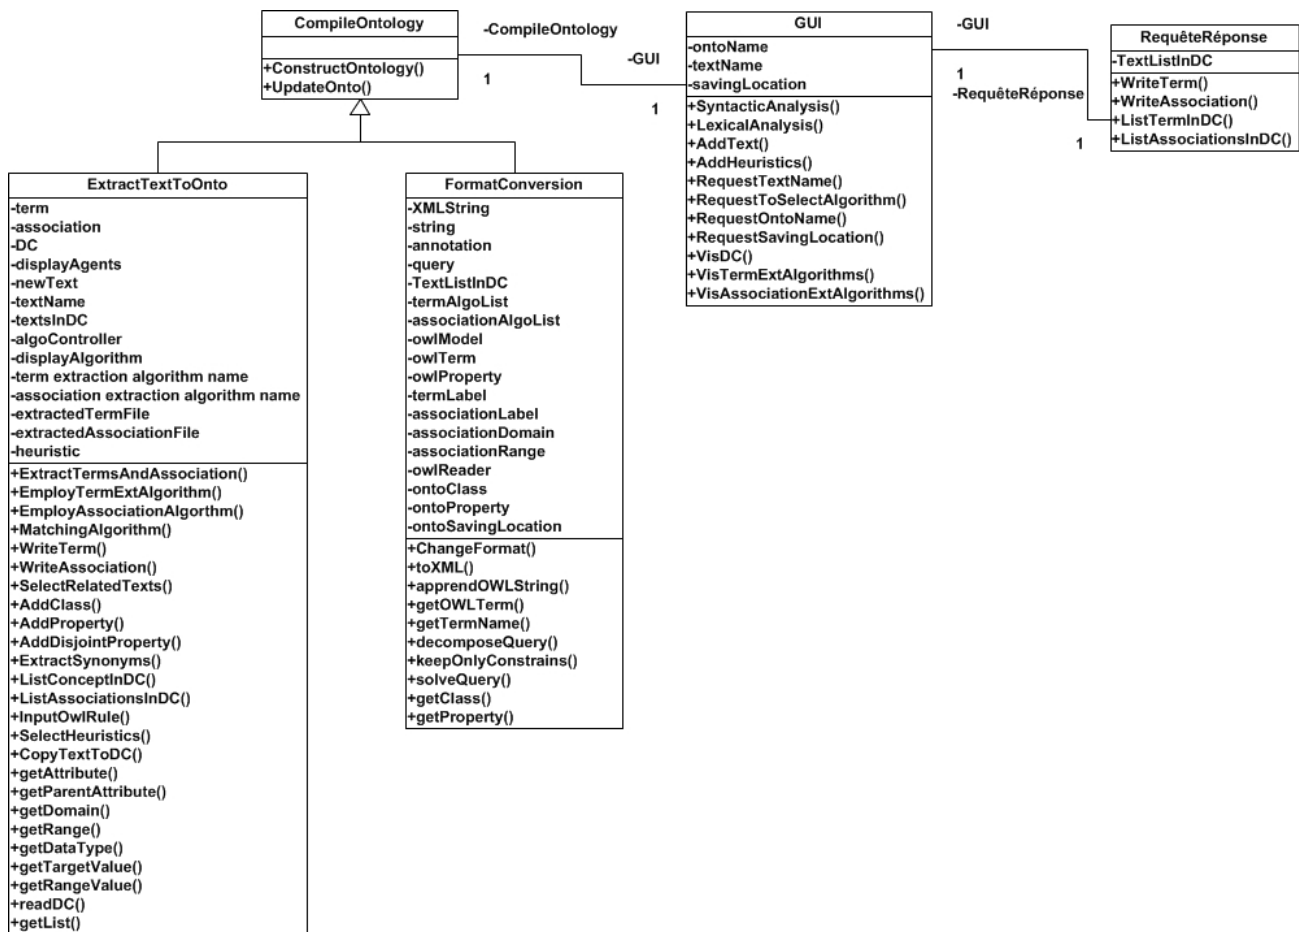 CompileOntology
+ConstructOntology()
+UpdateOnto()
-CompileOntology
1
-GUI
1
GUI
-ontoName
-textName
-savingLocation
+SyntacticAnalysis()
+LexicalAnalysis()
+AddText()
+AddHeuristics()
+RequestTextName()
+RequestToSelectAlgorithm()
+RequestOntoName()
+RequestSavingLocation()
+VisDC()
+VisTermExtAlgorithms()
+VisAssociationExtAlgorithms()
-GUI
1
-RequêteRéponse
1
RequêteRéponse
-TextListInDC
+WriteTerm()
+WriteAssociation()
+ListTermInDC()
+ListAssociationsInDC()
ExtractTextToOnto
-term
-association
-DC
-displayAgents
-newText
-textName
-textsInDC
-algoController
-displayAlgorithm
-term extraction algorithm name
-association extraction algorithm name
-extractedTermFile
-extractedAssociationFile
-heuristic
+ExtractTermsAndAssociation()
+EmployTermExtAlgorithm()
+EmployAssociationAlgorthm()
+MatchingAlgorithm()
+WriteTerm()
+WriteAssociation()
+SelectRelatedTexts()
+AddClass()
+AddProperty()
+AddDisjointProperty()
+ExtractSynonyms()
+ListConceptInDC()
+ListAssociationsInDC()
+InputOwlRule()
+SelectHeuristics()
+CopyTextToDC()
+getAttribute()
+getParentAttribute()
+getDomain()
+getRange()
+getDataType()
+getTargetValue()
+getRangeValue()
+readDC()
+getList()
FormatConversion
-XMLString
-string
-annotation
-query
-TextListInDC
-termAlgoList
-associationAlgoList
-owlModel
-owlTerm
-owlProperty
-termLabel
-associationLabel
-associationDomain
-associationRange
-owlReader
-ontoClass
-ontoProperty
-ontoSavingLocation
+ChangeFormat()
+toXML()
+apprendOWLString()
+getOWLTerm()
+getTermName()
+decomposeQuery()
+keepOnlyConstrains()
+solveQuery()
+getClass()
+getProperty()